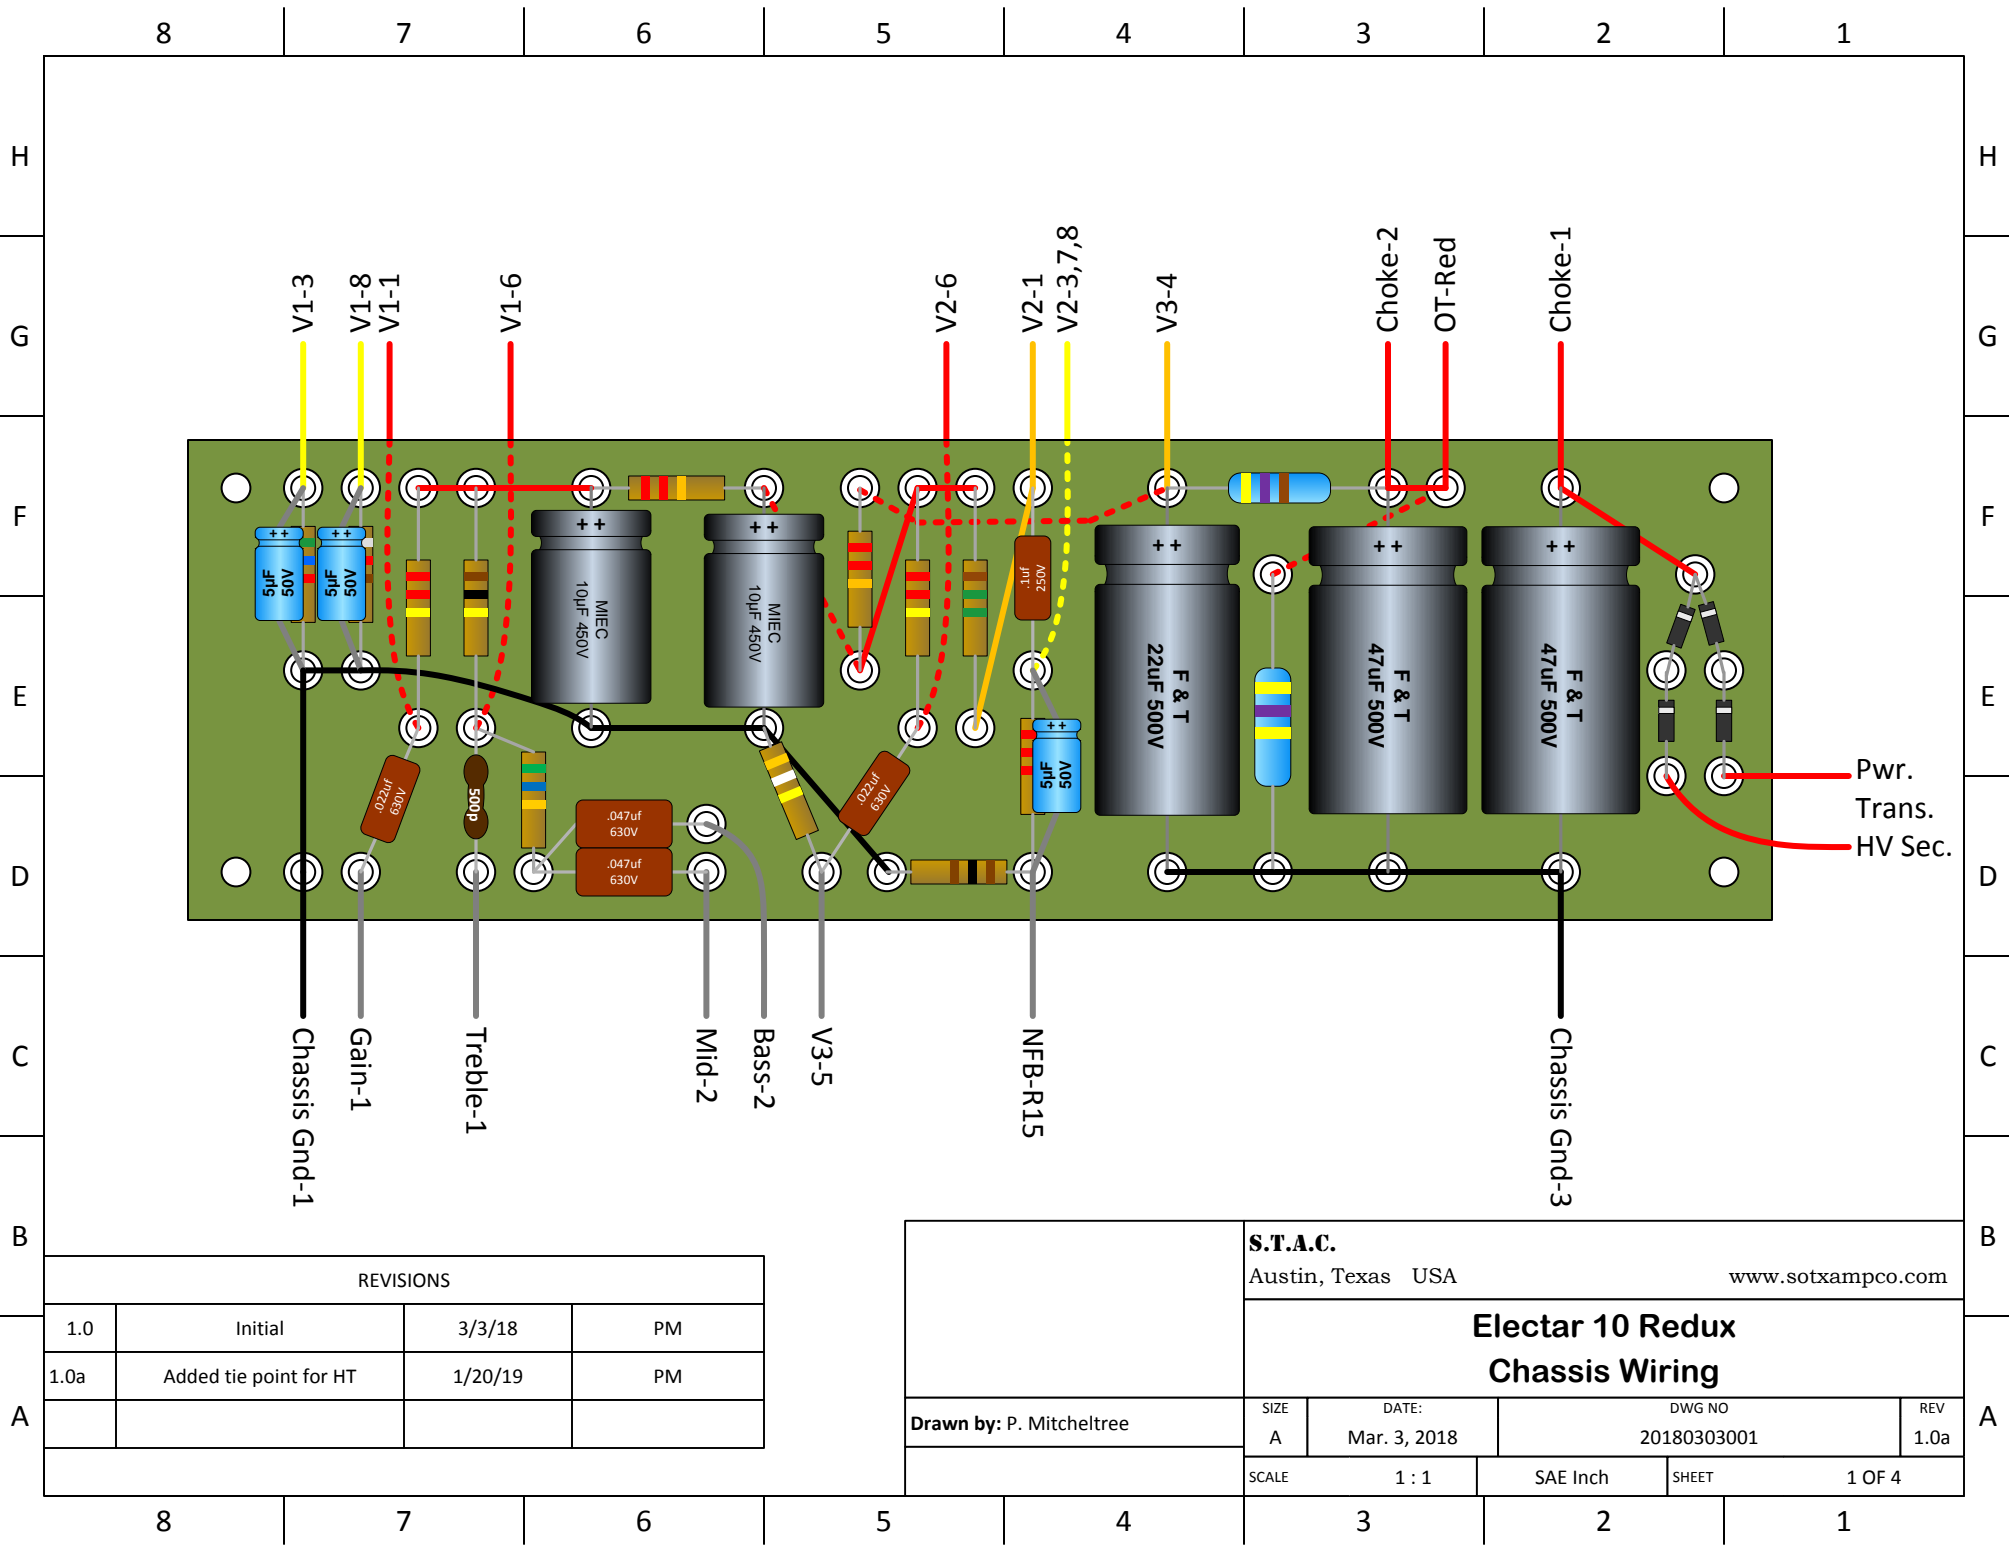 8 7 6 5 4 3 2 1
H H
G G
F F
E E
D D
C C
B B
A A
V1-3
V1-8
V1-1
V1-6
V2-6
V2-1
V2-3,7,8
V3-4
Choke-2
OT-Red
Choke-1
++
5µF
50V
++
5µF
50V
++
MIEC
10µF 450V
++
MIEC
10µF 450V
.1uf
250V
++
F & T
22uF 500V
++
F & T
47uF 500V
++
F & T
47uF 500V
.022uf
630V
500p
.047uf
630V
.047uf
630V
.022uf
630V
++
5µF
50V
Pwr.
Trans.
HV Sec.
Chassis Gnd-1
Gain-1
Treble-1
Mid-2
Bass-2
V3-5
NFB-R15
Chassis Gnd-3
REVISIONS
1.0 Initial 3/3/18 PM
1.0a Added tie point for HT 1/20/19 PM
S.T.A.C.
Austin, Texas USA www.sotxampco.com
Electar 10 Redux
Chassis Wiring
Drawn by: P. Mitcheltree
SIZE DATE: DWG NO REV
A Mar. 3, 2018 20180303001 1.0a
SCALE 1 : 1 SAE Inch SHEET 1 OF 4
8 7 6 5 4 3 2 1